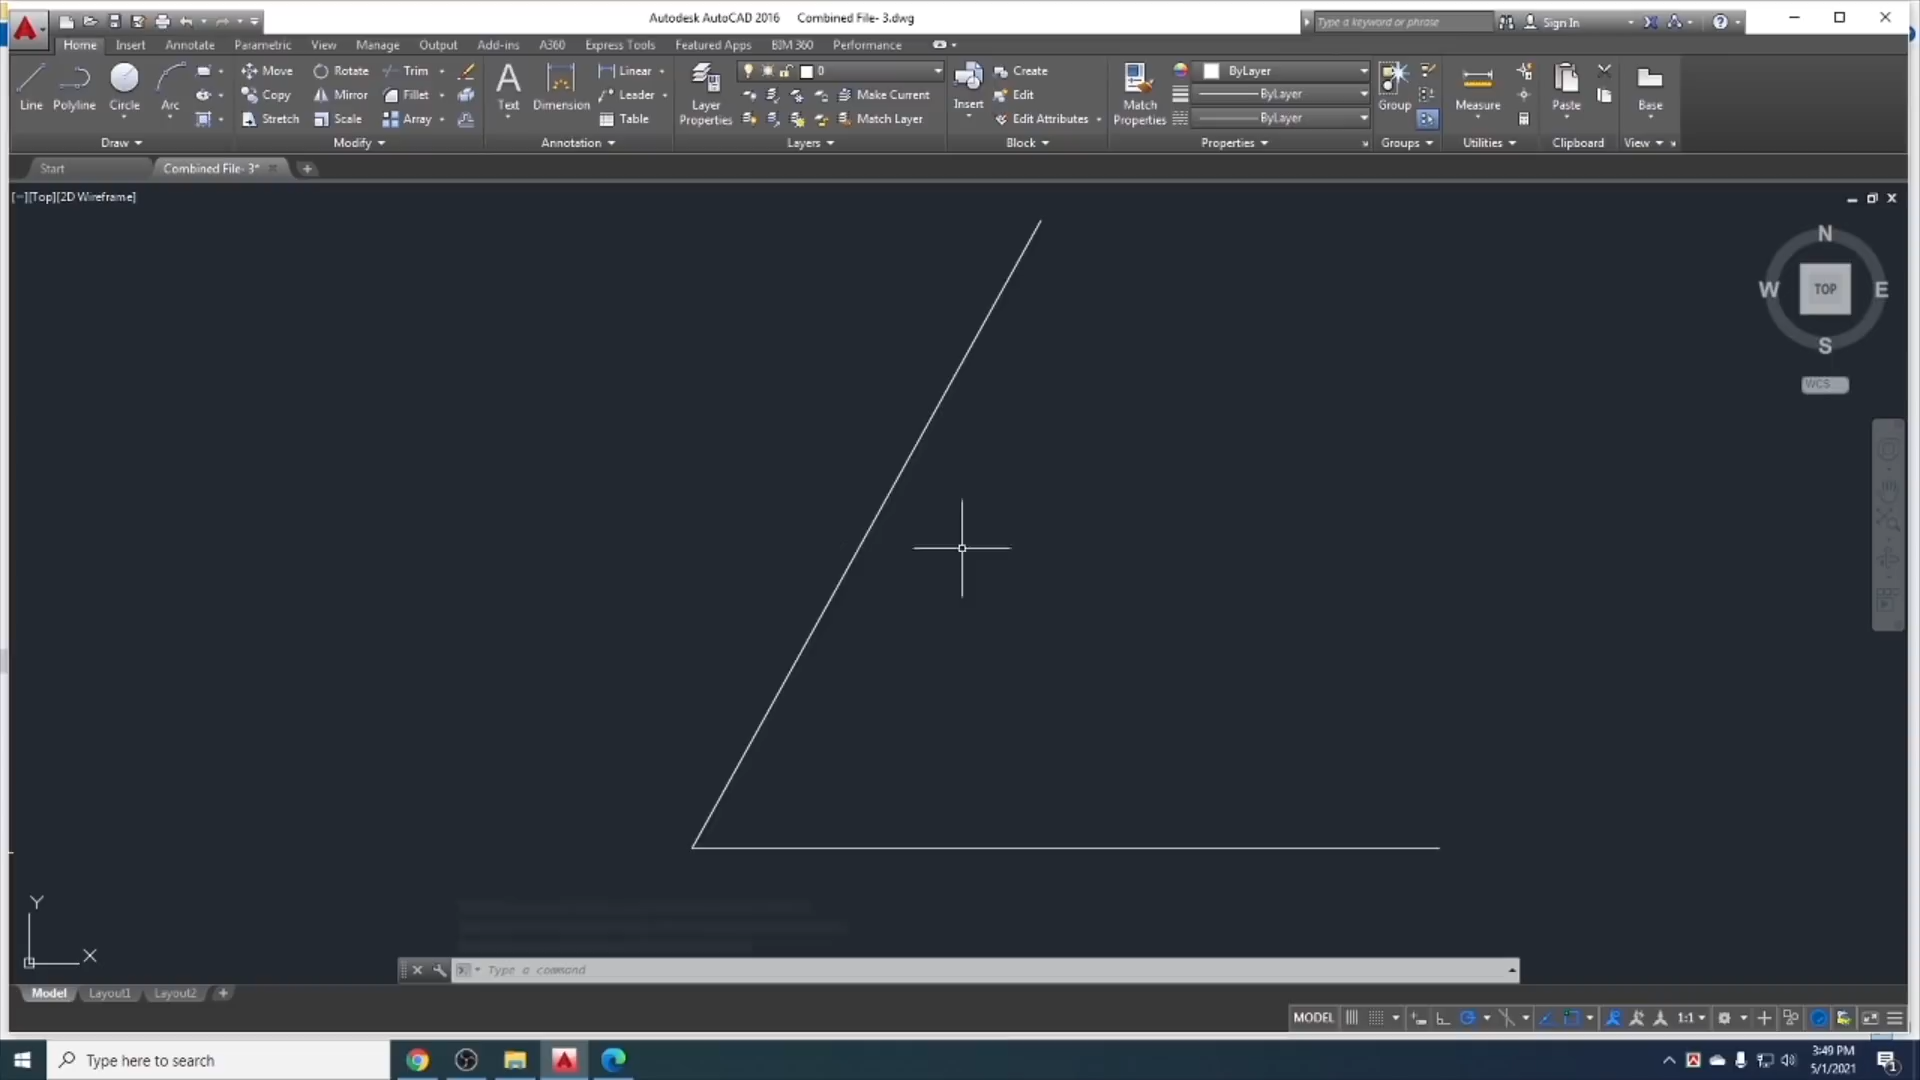 Autodesk AutoCAD 2016 Combined File- 3.dwg
Type a keyword or phrase
Sign In
Home Insert Annotate Parametric View Manage Output Add-ins A360 Express Tools Featured Apps BIM 360 Performance
Line Polyline Circle Arc
Move Rotate Trim
Copy Mirror Fillet
Stretch Scale Array
Text Dimension
Linear
Leader
Table
Layer Properties
0
Make Current
Match Layer
Insert
Create
Edit
Edit Attributes
Match Properties
ByLayer
ByLayer
ByLayer
Group
Measure
Paste
Base
Draw Modify Annotation Layers Block Properties Groups Utilities Clipboard View
Start Combined File- 3*
[−][Top][2D Wireframe]
N
W TOP E
S
WCS
Y
X
Type a command
Model Layout1 Layout2
MODEL 1:1
Type here to search
3:49 PM
5/1/2021
1